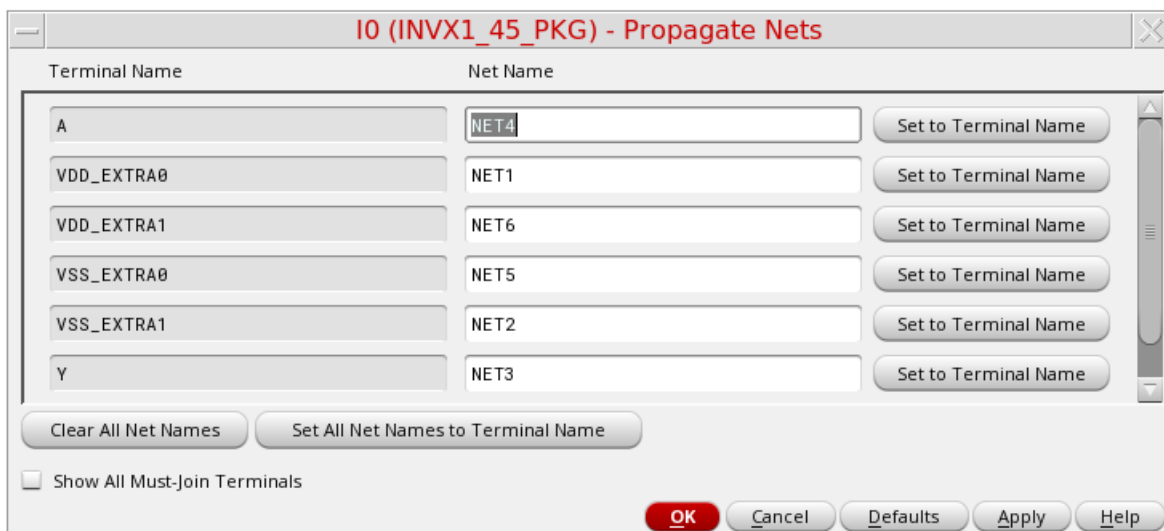 I0 (INVX1_45_PKG) - Propagate Nets
Terminal Name Net Name
A NET4 Set to Terminal Name
VDD_EXTRA0 NET1 Set to Terminal Name
VDD_EXTRA1 NET6 Set to Terminal Name
VSS_EXTRA0 NET5 Set to Terminal Name
VSS_EXTRA1 NET2 Set to Terminal Name
Y NET3 Set to Terminal Name
Clear All Net Names Set All Net Names to Terminal Name
Show All Must-Join Terminals
OK Cancel Defaults Apply Help